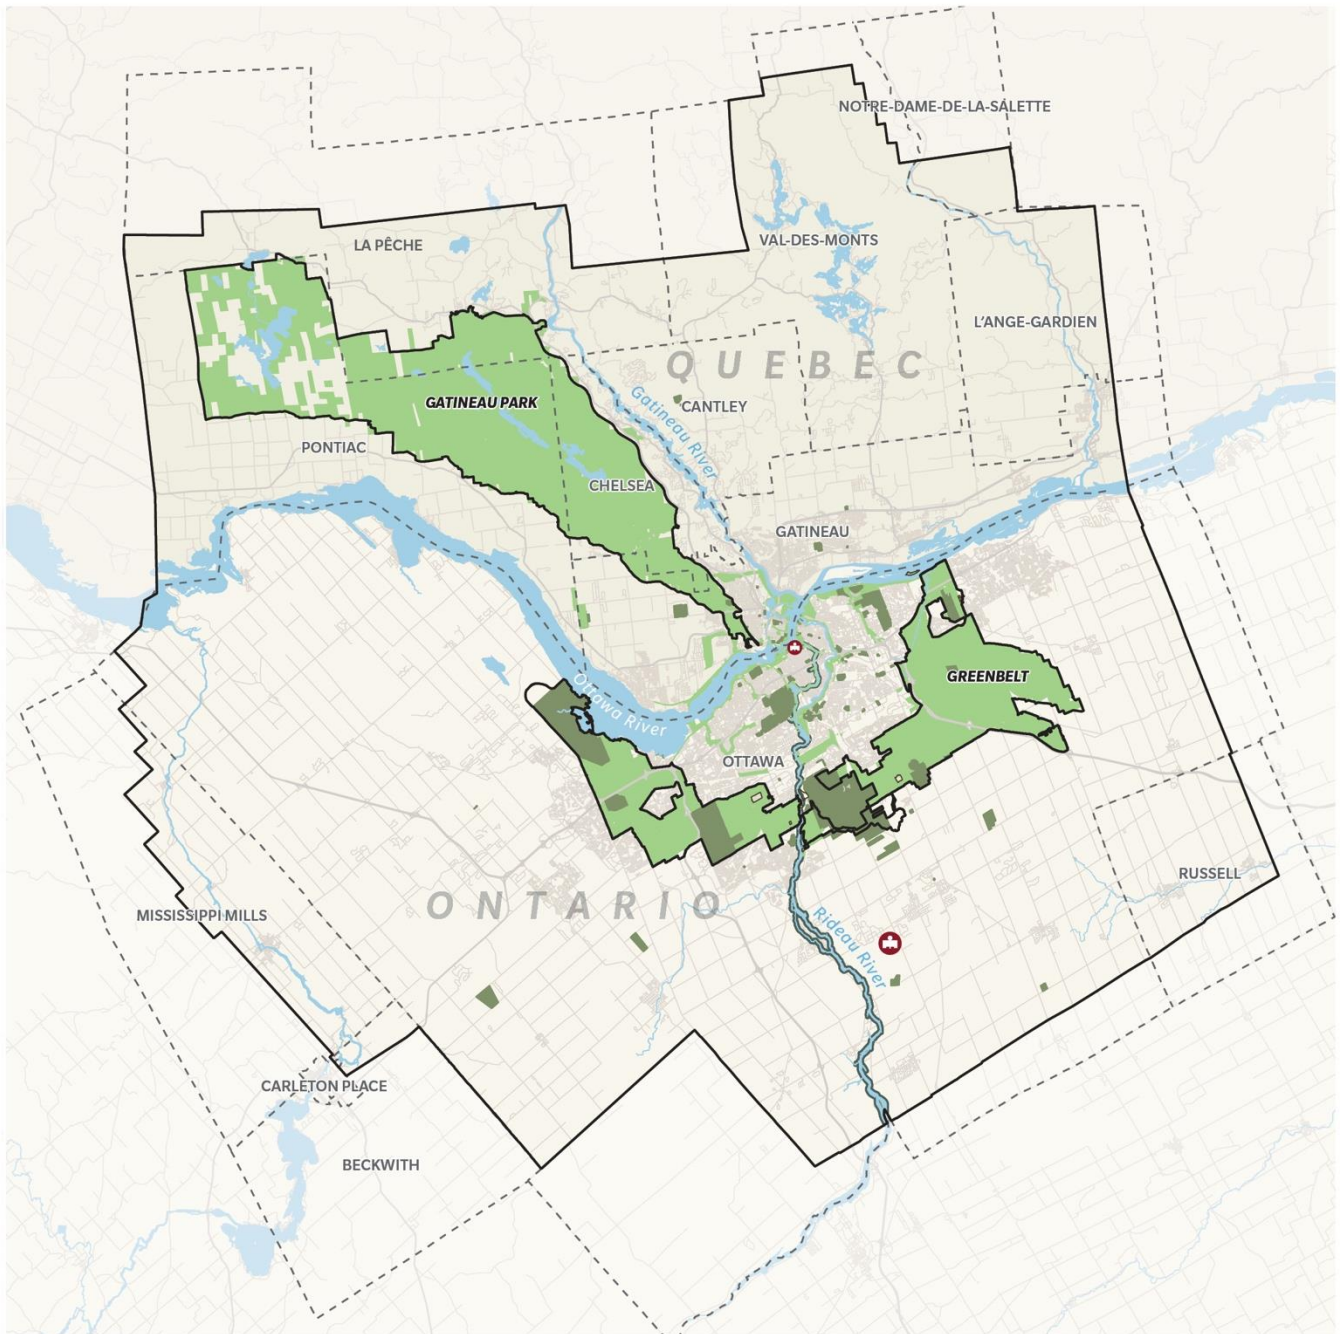 NOTRE-DAME-DE-LA-SALETTE
LA PÊCHE
VAL-DES-MONTS
L'ANGE-GARDIEN
QUEBEC
GATINEAU PARK
Gatineau River
CANTLEY
PONTIAC
CHELSEA
GATINEAU
GREENBELT
Ottawa River
OTTAWA
RUSSELL
ONTARIO
MISSISSIPPI MILLS
Rideau River
CARLETON PLACE
BECKWITH